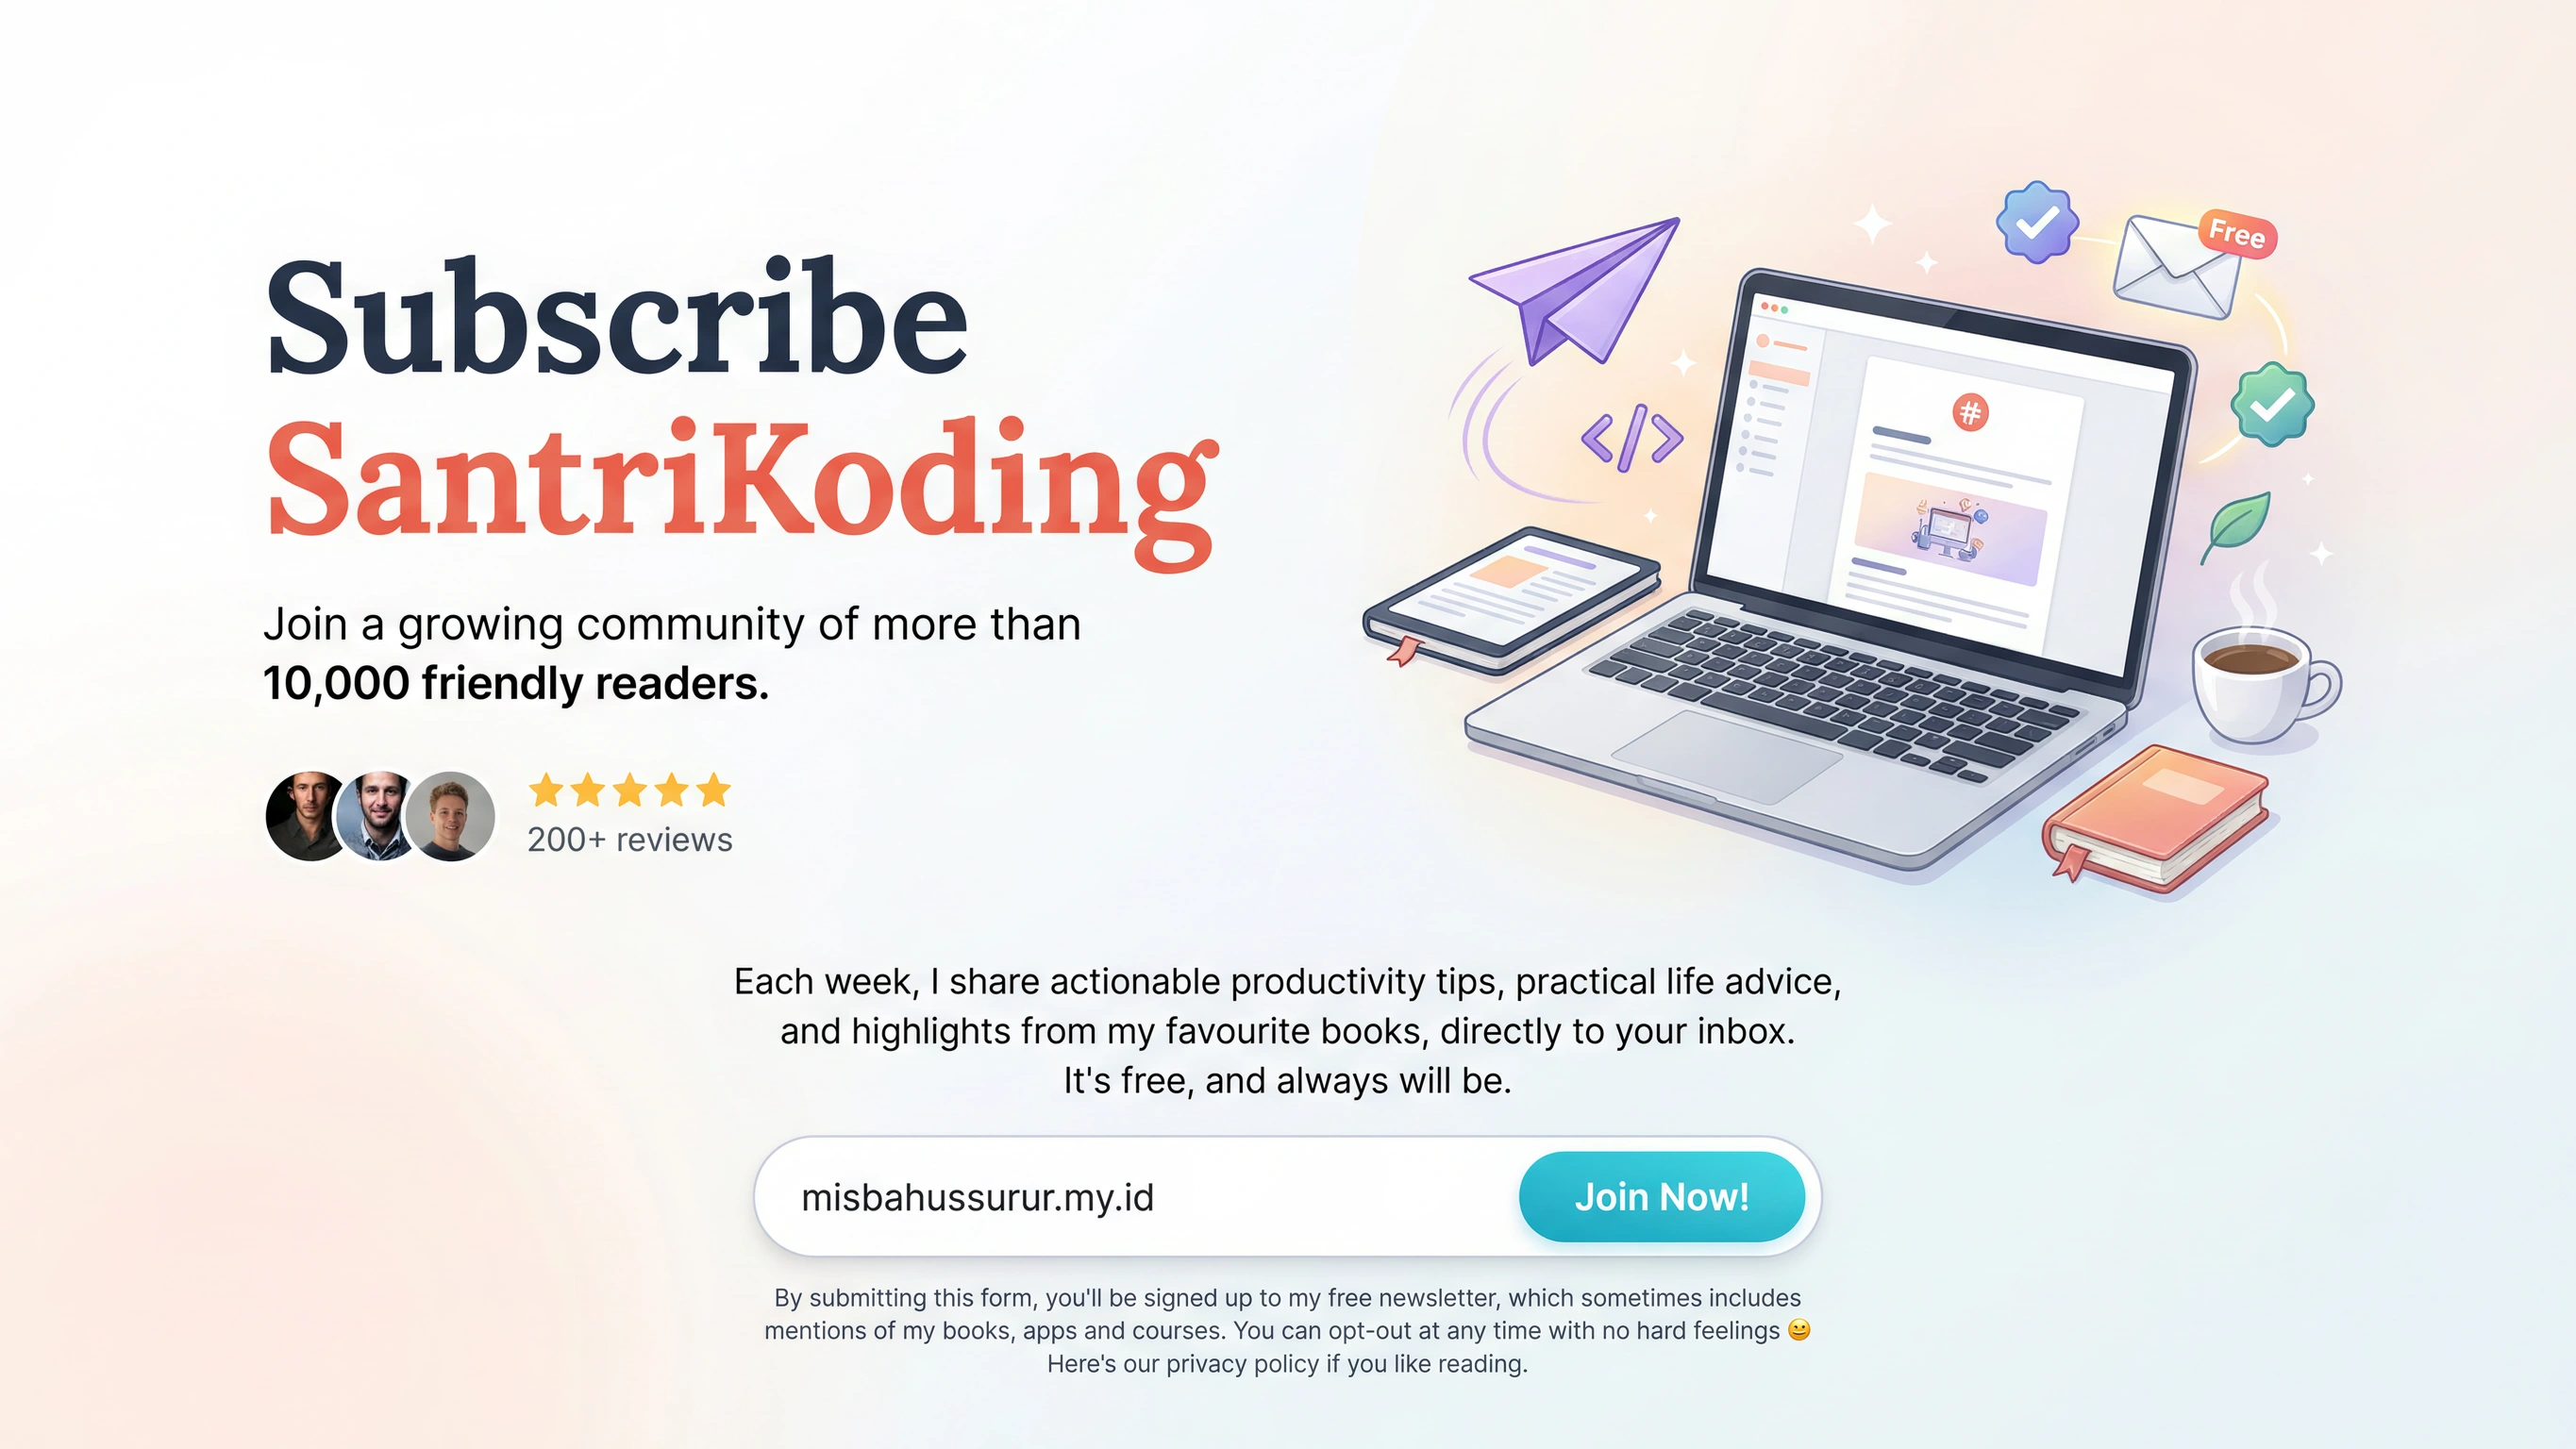 Subscribe
SantriKoding
Join a growing community of more than
10,000 friendly readers.
200+ reviews
Free
#
</>
Each week, I share actionable productivity tips, practical life advice,
and highlights from my favourite books, directly to your inbox.
It's free, and always will be.
misbahussurur.my.id
Join Now!
By submitting this form, you'll be signed up to my free newsletter, which sometimes includes
mentions of my books, apps and courses. You can opt-out at any time with no hard feelings 😀
Here's our privacy policy if you like reading.